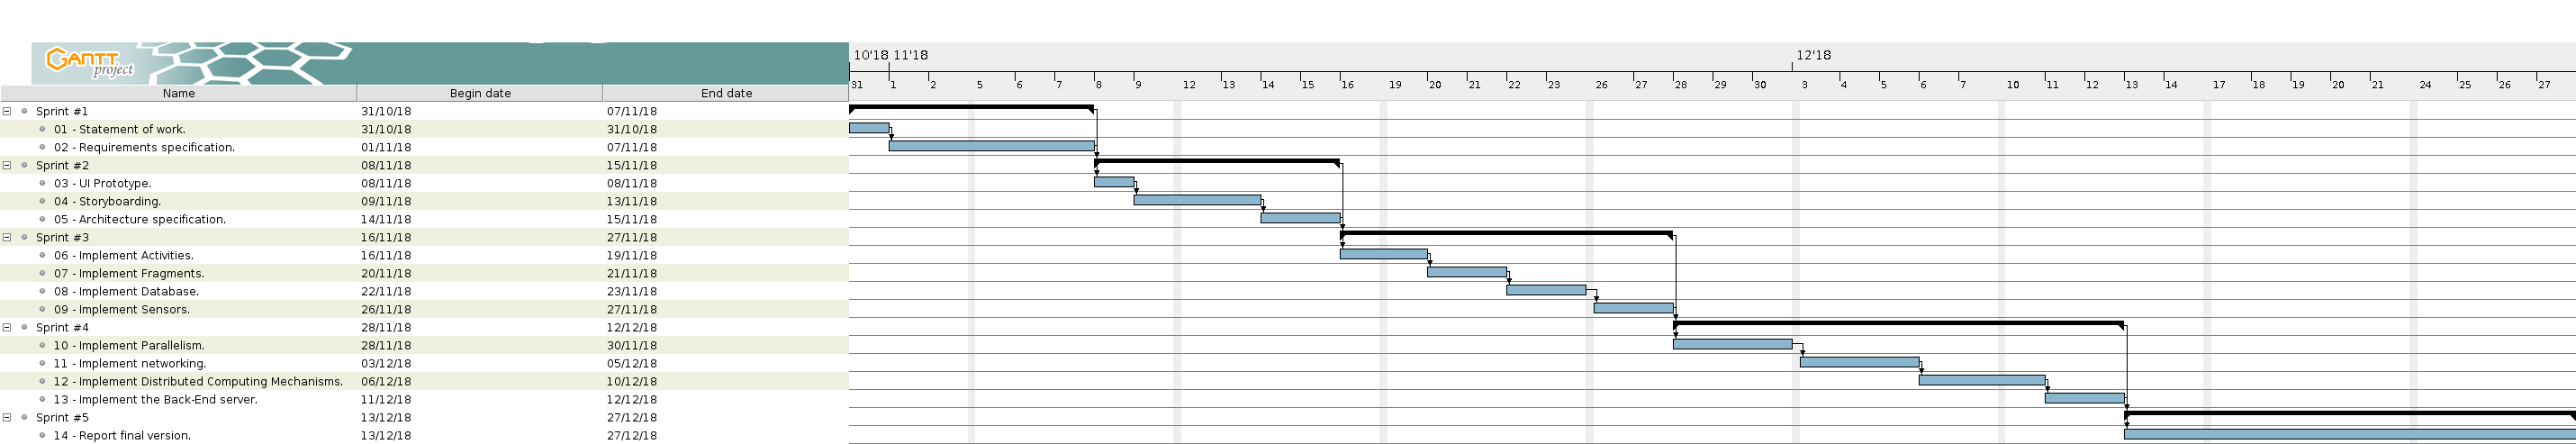 GANTT
project
10'18 11'18 12'18
31 1 2 5 6 7 8 9 12 13 14 15 16 19 20 21 22 23 26 27 28 29 30 3 4 5 6 7 10 11 12 13 14 17 18 19 20 21 24 25 26 27
Name Begin date End date
Sprint #1 31/10/18 07/11/18
01 - Statement of work. 31/10/18 31/10/18
02 - Requirements specification. 01/11/18 07/11/18
Sprint #2 08/11/18 15/11/18
03 - UI Prototype. 08/11/18 08/11/18
04 - Storyboarding. 09/11/18 13/11/18
05 - Architecture specification. 14/11/18 15/11/18
Sprint #3 16/11/18 27/11/18
06 - Implement Activities. 16/11/18 19/11/18
07 - Implement Fragments. 20/11/18 21/11/18
08 - Implement Database. 22/11/18 23/11/18
09 - Implement Sensors. 26/11/18 27/11/18
Sprint #4 28/11/18 12/12/18
10 - Implement Parallelism. 28/11/18 30/11/18
11 - Implement networking. 03/12/18 05/12/18
12 - Implement Distributed Computing Mechanisms. 06/12/18 10/12/18
13 - Implement the Back-End server. 11/12/18 12/12/18
Sprint #5 13/12/18 27/12/18
14 - Report final version. 13/12/18 27/12/18